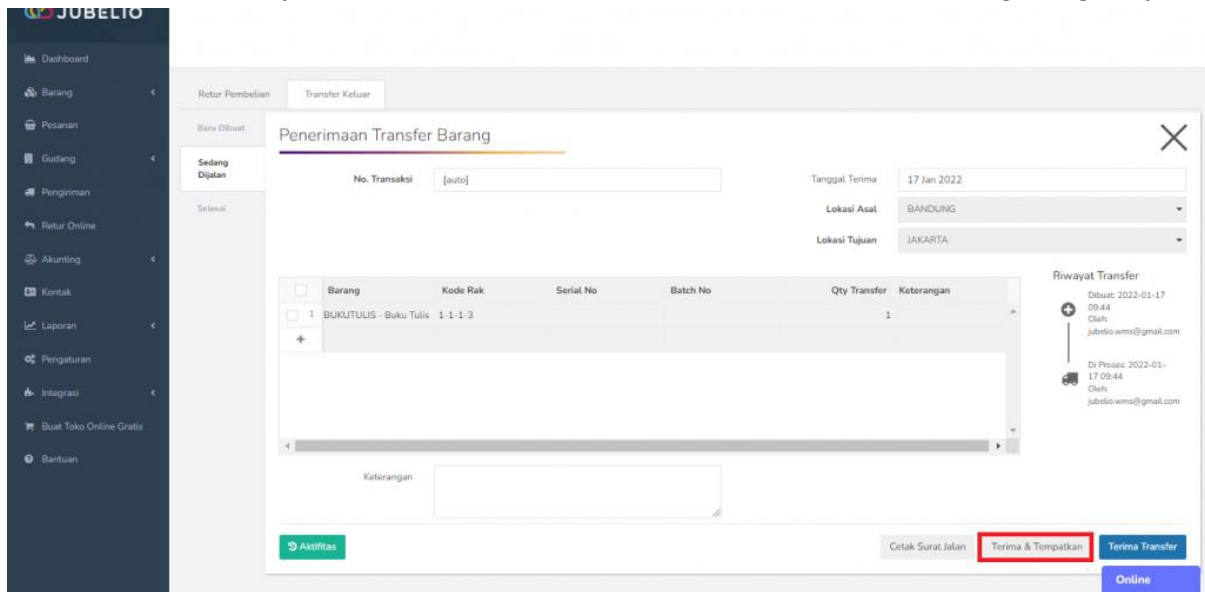 JUBELIO
Dashboard
Barang
Pesanan
Gudang
Pengiriman
Retur Online
Akunting
Kontak
Laporan
Pengaturan
Integrasi
Buat Toko Online Gratis
Bantuan
Retur Pembelian Transfer Keluar
Baru Dibuat
Sedang
Dijalan
Selesai
Penerimaan Transfer Barang
No. Transaksi [auto]
Tanggal Terima 17 Jan 2022
Lokasi Asal BANDUNG
Lokasi Tujuan JAKARTA
Barang Kode Rak Serial No Batch No Qty Transfer Keterangan
1 BUKUTULIS - Buku Tulis 1-1-1-3 1
Riwayat Transfer
Dibuat: 2022-01-17
09:44
Oleh:
jubelio.wms@gmail.com
Di Proses: 2022-01-
17 09:44
Oleh:
jubelio.wms@gmail.com
Keterangan
Aktifitas
Cetak Surat Jalan Terima & Tempatkan Terima Transfer
Online